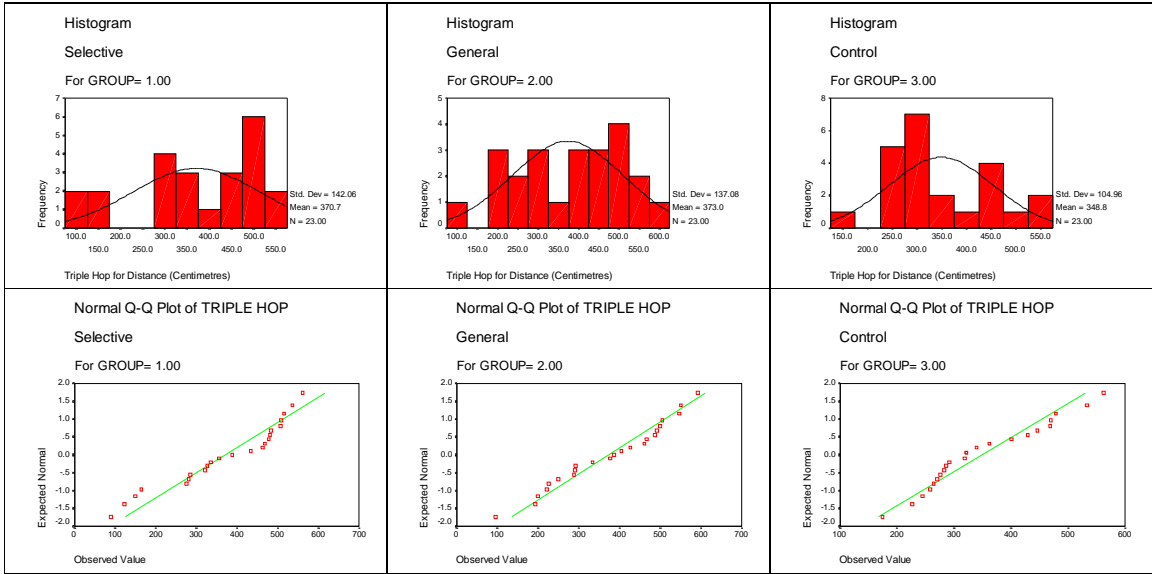 Histogram
Selective
For GROUP= 1.00
7
6
5
4
3
2
1
0
Frequency
Std. Dev = 142.06
Mean = 370.7
N = 23.00
100.0 200.0 300.0 400.0 500.0
150.0 250.0 350.0 450.0 550.0
Triple Hop for Distance (Centimetres)
Histogram
General
For GROUP= 2.00
5
4
3
2
1
0
Frequency
Std. Dev = 137.08
Mean = 373.0
N = 23.00
100.0 200.0 300.0 400.0 500.0 600.0
150.0 250.0 350.0 450.0 550.0
Triple Hop for Distance (Centimetres)
Histogram
Control
For GROUP= 3.00
8
6
4
2
0
Frequency
Std. Dev = 104.96
Mean = 348.8
N = 23.00
150.0 250.0 350.0 450.0 550.0
200.0 300.0 400.0 500.0
Triple Hop for Distance (Centimetres)
Normal Q-Q Plot of TRIPLE HOP
Selective
For GROUP= 1.00
2.0
1.5
1.0
.5
0.0
-.5
-1.0
-1.5
-2.0
Expected Normal
0 100 200 300 400 500 600 700
Observed Value
Normal Q-Q Plot of TRIPLE HOP
General
For GROUP= 2.00
2.0
1.5
1.0
.5
0.0
-.5
-1.0
-1.5
-2.0
Expected Normal
0 100 200 300 400 500 600 700
Observed Value
Normal Q-Q Plot of TRIPLE HOP
Control
For GROUP= 3.00
2.0
1.5
1.0
.5
0.0
-.5
-1.0
-1.5
-2.0
Expected Normal
100 200 300 400 500 600
Observed Value